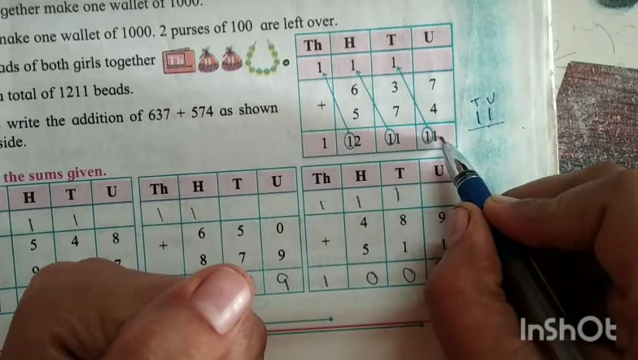 gether make one wallet of 1000.
make one wallet of 1000. 2 purses of 100 are left over.
ads of both girls together Th
total of 1211 beads.
write the addition of 637 + 574 as shown
side.
Th H T U
1 1 1
6 3 7
+ 5 7 4
1 12 11 11
T U
1 1
the sums given.
H T U
1 1
5 4 8
Th H T U
1 1
6 5 0
+ 8 7 9
9
Th H T U
1 1 1
4 8 9
+ 5 1 1
1 0 0
InShOt